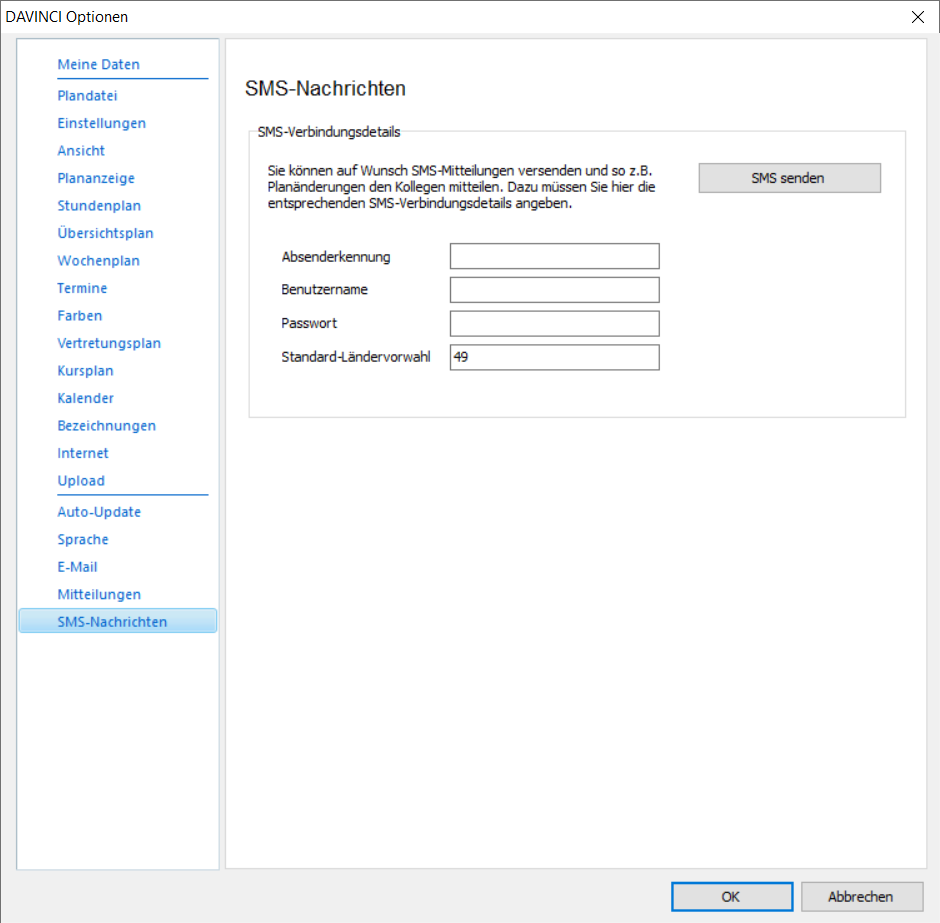 DAVINCI Optionen
Meine Daten
Plandatei
Einstellungen
Ansicht
Plananzeige
Stundenplan
Übersichtsplan
Wochenplan
Termine
Farben
Vertretungsplan
Kursplan
Kalender
Bezeichnungen
Internet
Upload
Auto-Update
Sprache
E-Mail
Mitteilungen
SMS-Nachrichten
SMS-Nachrichten
SMS-Verbindungsdetails
Sie können auf Wunsch SMS-Mitteilungen versenden und so z.B.
Planänderungen den Kollegen mitteilen. Dazu müssen Sie hier die
entsprechenden SMS-Verbindungsdetails angeben.
SMS senden
Absenderkennung
Benutzername
Passwort
Standard-Ländervorwahl 49
OK Abbrechen